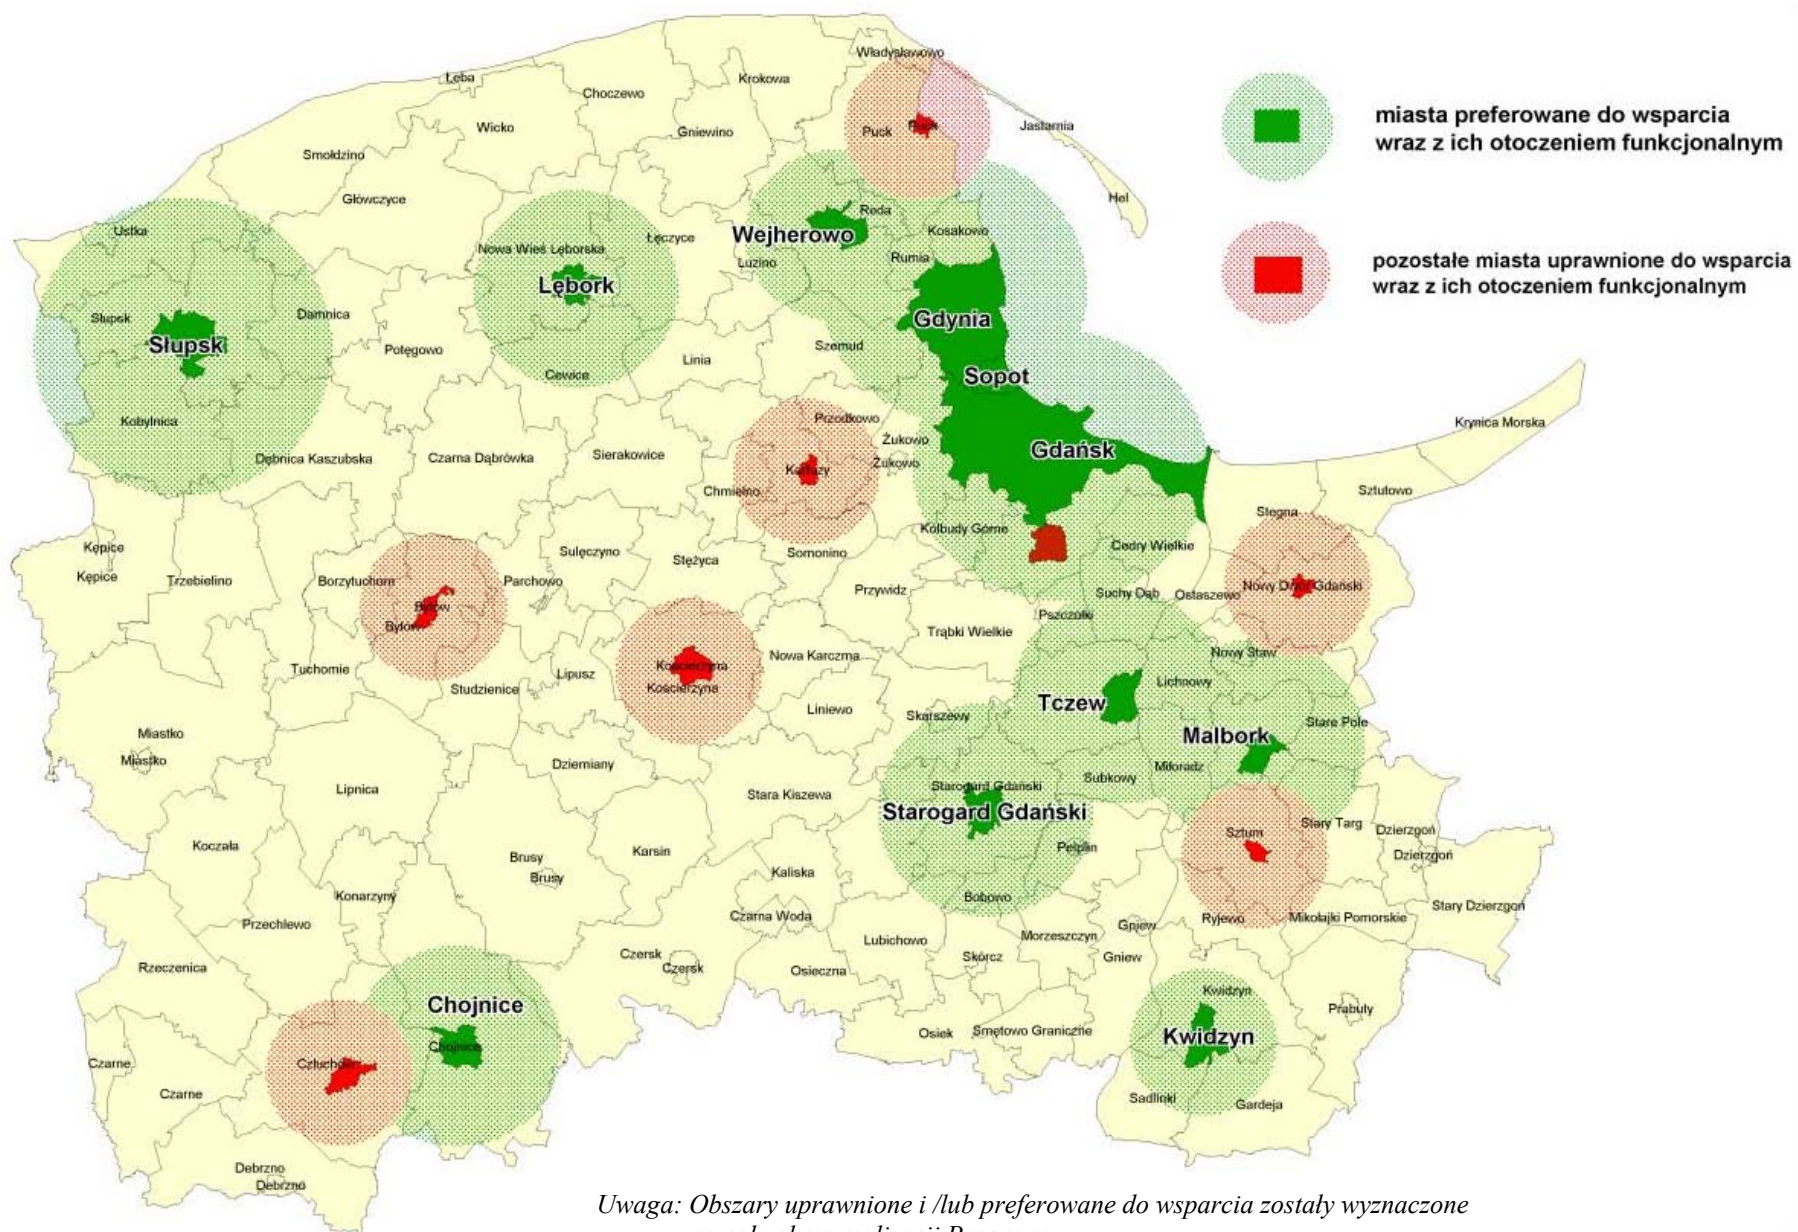 Władysławowo
Łeba
Krokowa
Choczewo
Wicko
Gniewino
Puck
Puck
Jastarnia
Smołdzino
Główczyce
Hel
Reda
Ustka
Wejherowo
Kosakowo
Nowa Wieś Lęborska
Łęczyce
Luzino
Rumia
Lębork
Słupsk
Damnica
Gdynia
Słupsk
Potęgowo
Szemud
Linia
Cewice
Sopot
Kobylnica
Przodkowo
Żukowo
Krynica Morska
Dębnica Kaszubska
Czarna Dąbrówka
Sierakowice
Gdańsk
Żukowo
Kartuzy
Chmielno
Sztutowo
Stegna
Kolbudy Górne
Kępice
Sulęczyno
Stężyca
Somonino
Cedry Wielkie
Kępice
Trzebielino
Borzytuchom
Parchowo
Przywidz
Suchy Dąb
Ostaszewo
Nowy Dwór Gdański
Bytów
Bytów
Pszczółki
Trąbki Wielkie
Nowa Karczma
Nowy Staw
Tuchomie
Lipusz
Kościerzyna
Kościerzyna
Studzienice
Lichnowy
Tczew
Liniewo
Skarszewy
Stare Pole
Miastko
Malbork
Miastko
Dziemiany
Miłoradz
Subkowy
Lipnica
Stara Kiszewa
Starogard Gdański
Starogard Gdański
Stary Targ
Dzierzgoń
Sztum
Koczała
Karsin
Pelplin
Dzierzgoń
Brusy
Brusy
Kaliska
Konarzyny
Bobowo
Stary Dzierzgoń
Przechlewo
Czarna Woda
Ryjewo
Mikołajki Pomorskie
Gniew
Lubichowo
Morzeszczyn
Czersk
Czersk
Skórcz
Gniew
Rzeczenica
Osieczna
Kwidzyn
Chojnice
Prabuty
Osiek
Smętowo Graniczne
Kwidzyn
Chojnice
Człuchów
Czarne
Czarne
Sadlinki
Gardeja
Debrzno
Debrzno
miasta preferowane do wsparcia
wraz z ich otoczeniem funkcjonalnym
pozostałe miasta uprawnione do wsparcia
wraz z ich otoczeniem funkcjonalnym
Uwaga: Obszary uprawnione i /lub preferowane do wsparcia zostały wyznaczone